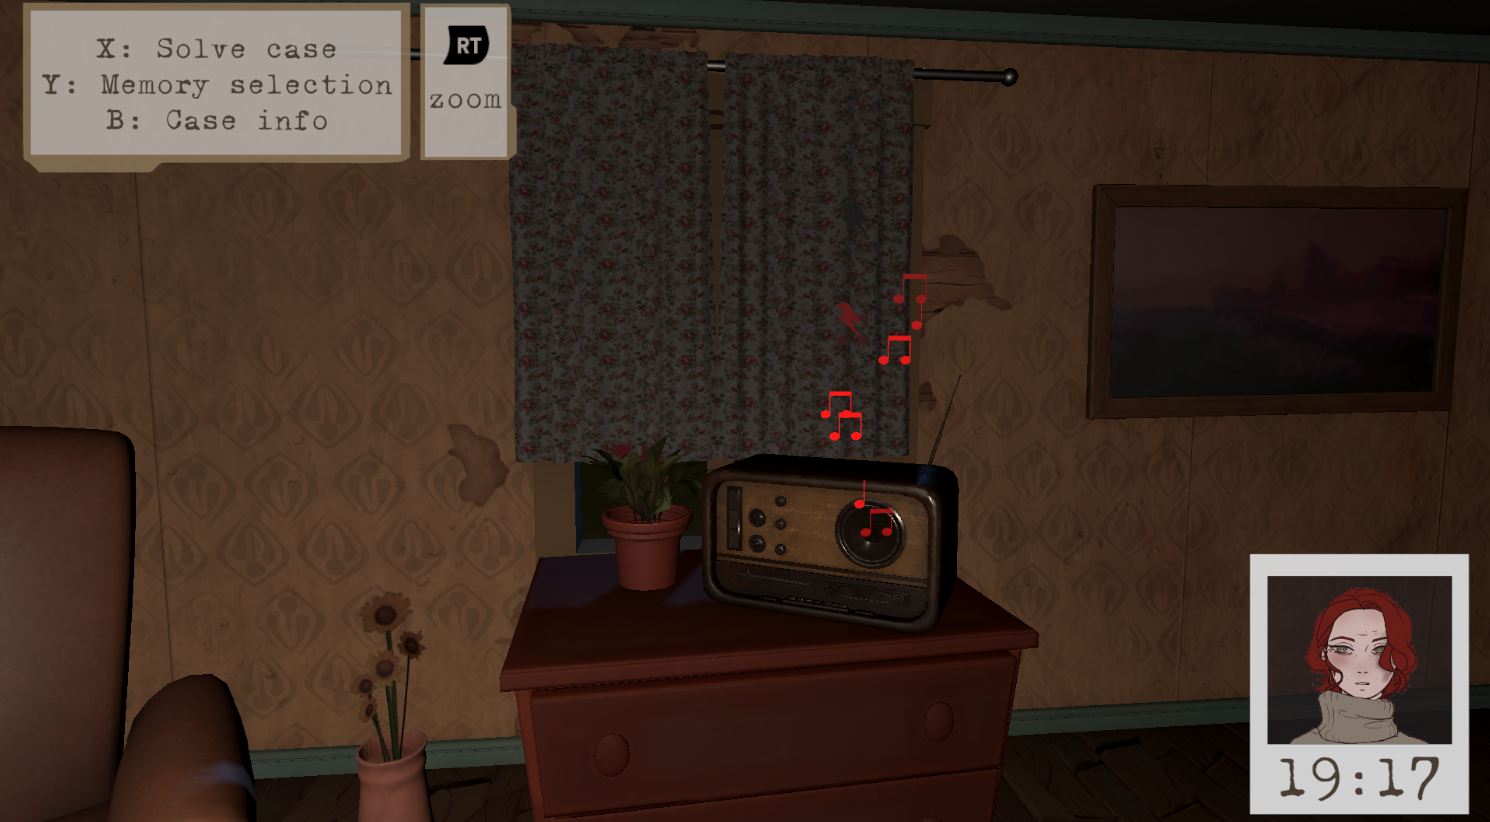 X: Solve case
Y: Memory selection
B: Case info
RT
zoom
19:17